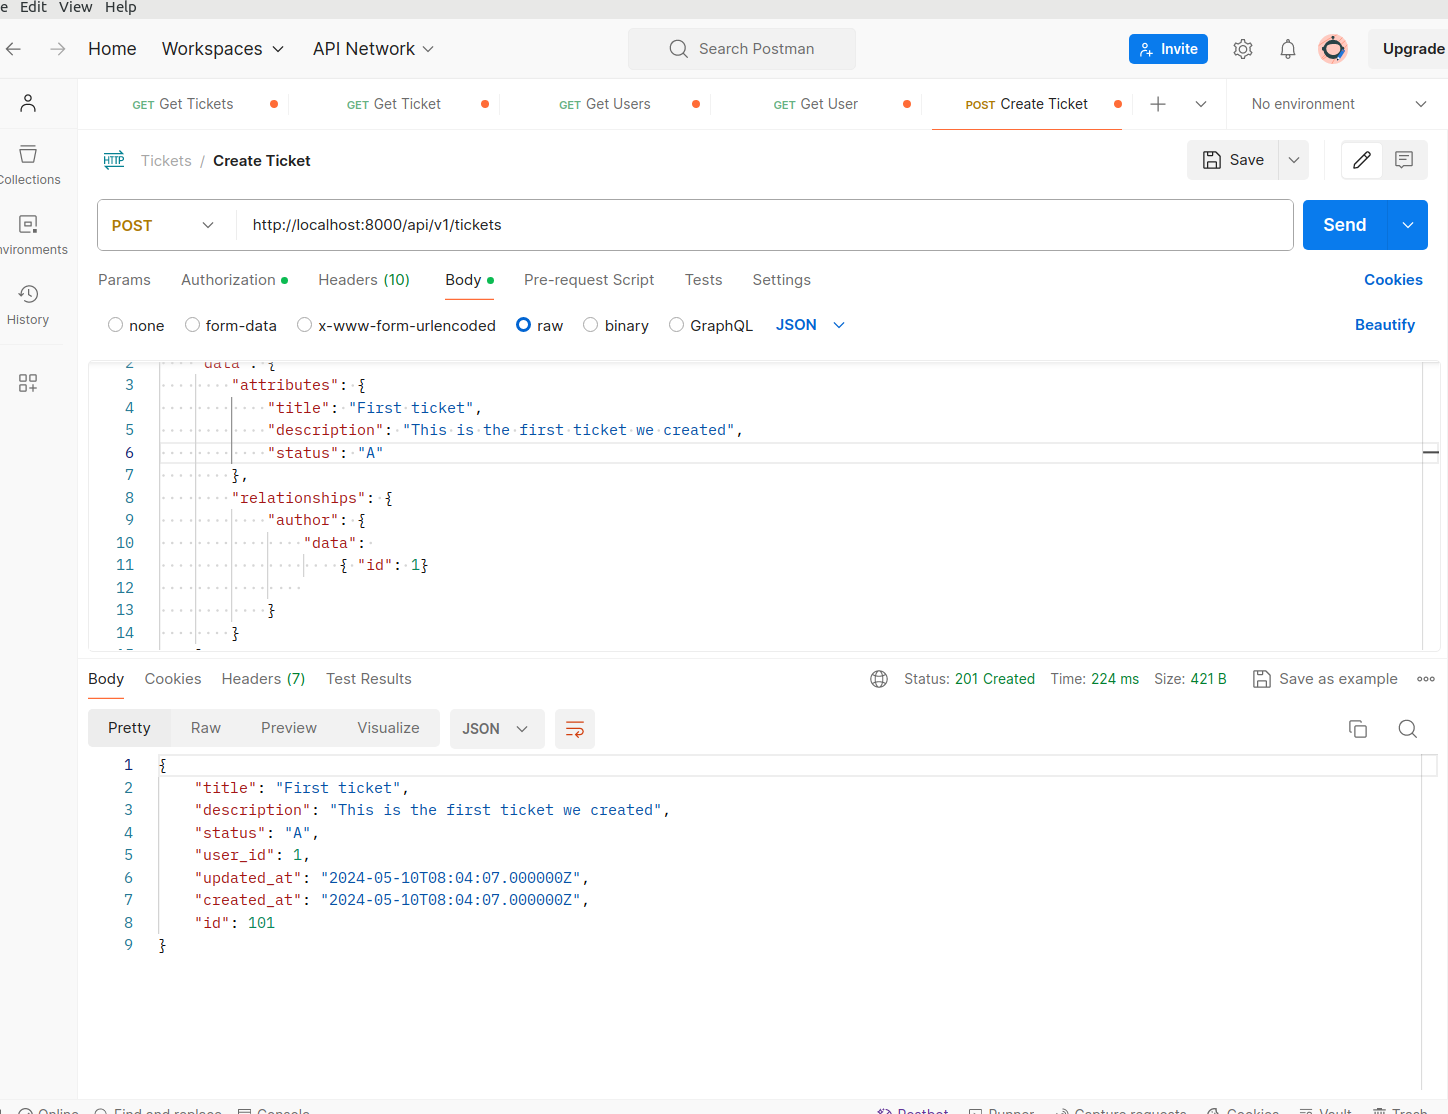 Edit View Help
Home Workspaces API Network Search Postman Invite Upgrade
GET Get Tickets GET Get Ticket GET Get Users GET Get User POST Create Ticket No environment
HTTP Tickets / Create Ticket Save
Collections
POST http://localhost:8000/api/v1/tickets Send
Environments
Params Authorization Headers (10) Body Pre-request Script Tests Settings Cookies
History
none form-data x-www-form-urlencoded raw binary GraphQL JSON Beautify
2 "data": {
3 "attributes": {
4 "title": "First ticket",
5 "description": "This is the first ticket we created",
6 "status": "A"
7 },
8 "relationships": {
9 "author": {
10 "data":
11 { "id": 1}
12
13 }
14 }
Body Cookies Headers (7) Test Results Status: 201 Created Time: 224 ms Size: 421 B Save as example
Pretty Raw Preview Visualize JSON
1 {
2 "title": "First ticket",
3 "description": "This is the first ticket we created",
4 "status": "A",
5 "user_id": 1,
6 "updated_at": "2024-05-10T08:04:07.000000Z",
7 "created_at": "2024-05-10T08:04:07.000000Z",
8 "id": 101
9 }
Online Find and replace Console Postbot Runner Capture requests Cookies Vault Trash